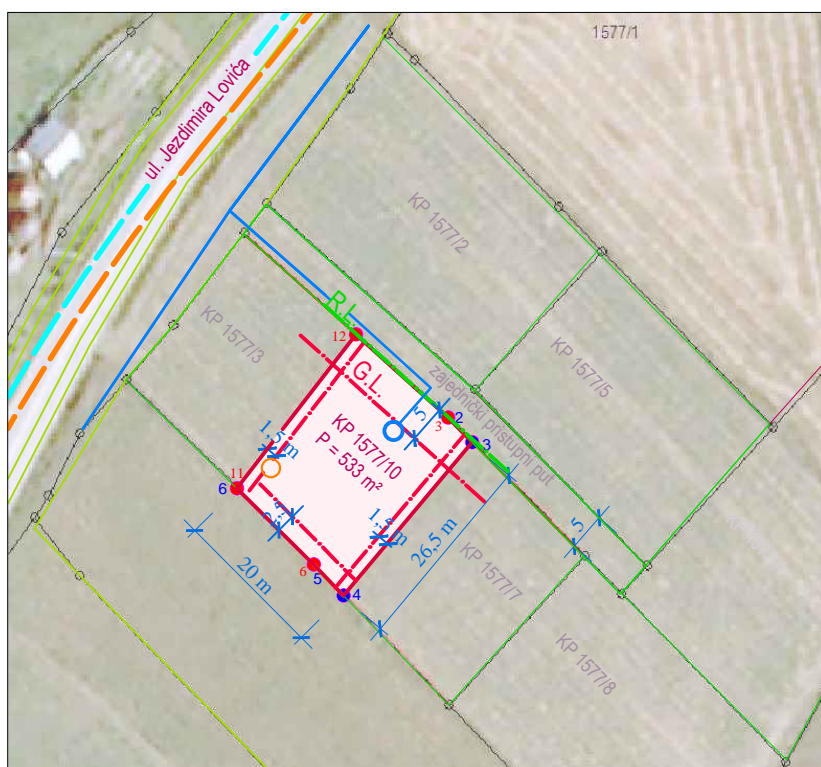 1577/1
ul. Jezdimira Lovića
KP 1577/2
R.L.
12
KP 1577/3
G.L.
KP 1577/5
zajednički pristupni put
5
2
3
3
KP 1577/10
P = 533 m²
1,5 m
11
6
1,5 m
26,5 m
5
20 m
6
5
4
KP 1577/7
KP 1577/8